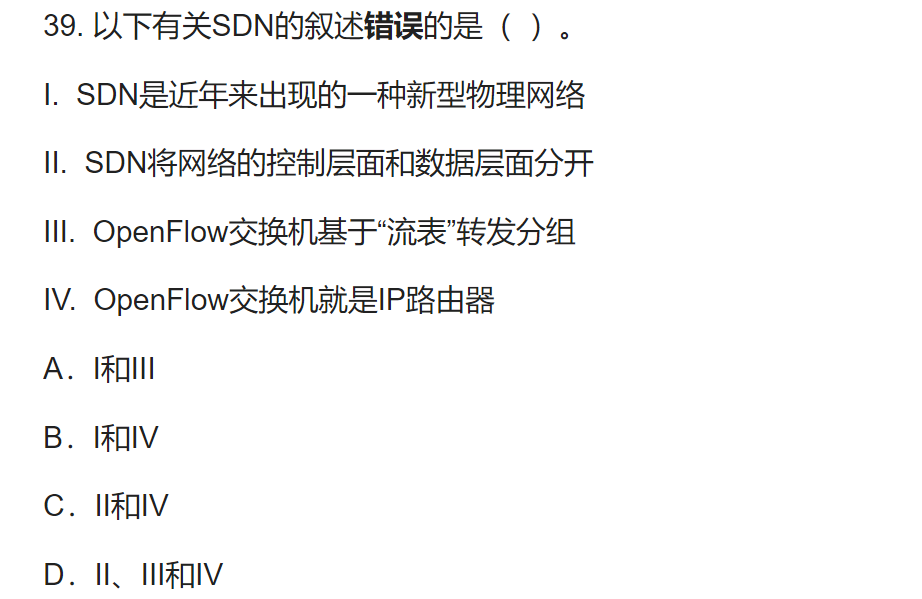 39. 以下有关SDN的叙述错误的是（  ）。
I.  SDN是近年来出现的一种新型物理网络
II.  SDN将网络的控制层面和数据层面分开
III.  OpenFlow交换机基于“流表”转发分组
IV.  OpenFlow交换机就是IP路由器
A．I和III
B．I和IV
C．II和IV
D．II、III和IV